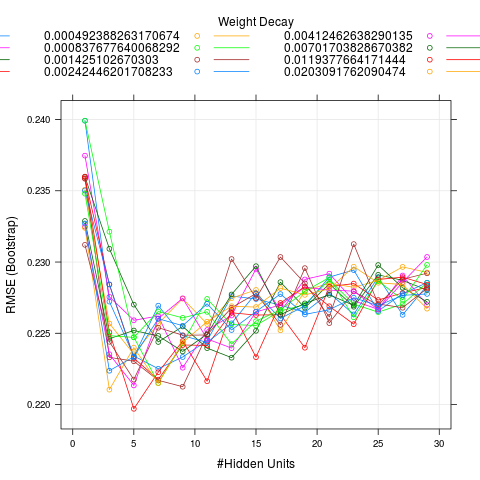 Weight Decay
0.000492388263170674 0.00412462638290135
0.000837677640068292 0.00701703828670382
0.001425102670303 0.0119377664171444
0.00242446201708233 0.0203091762090474
0.240
0.235
0.230
0.225
0.220
RMSE (Bootstrap)
0 5 10 15 20 25 30
#Hidden Units